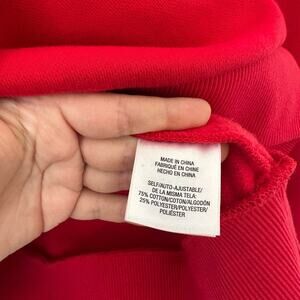 MADE IN CHINA
FABRIQUÉ EN CHINE
HECHO EN CHINA
SELF/AUTO-AJUSTABLE/
DE LA MISMA TELA:
75% COTTON/COTON/ALGODÓN
25% POLYESTER/POLYESTER/
POLIÉSTER